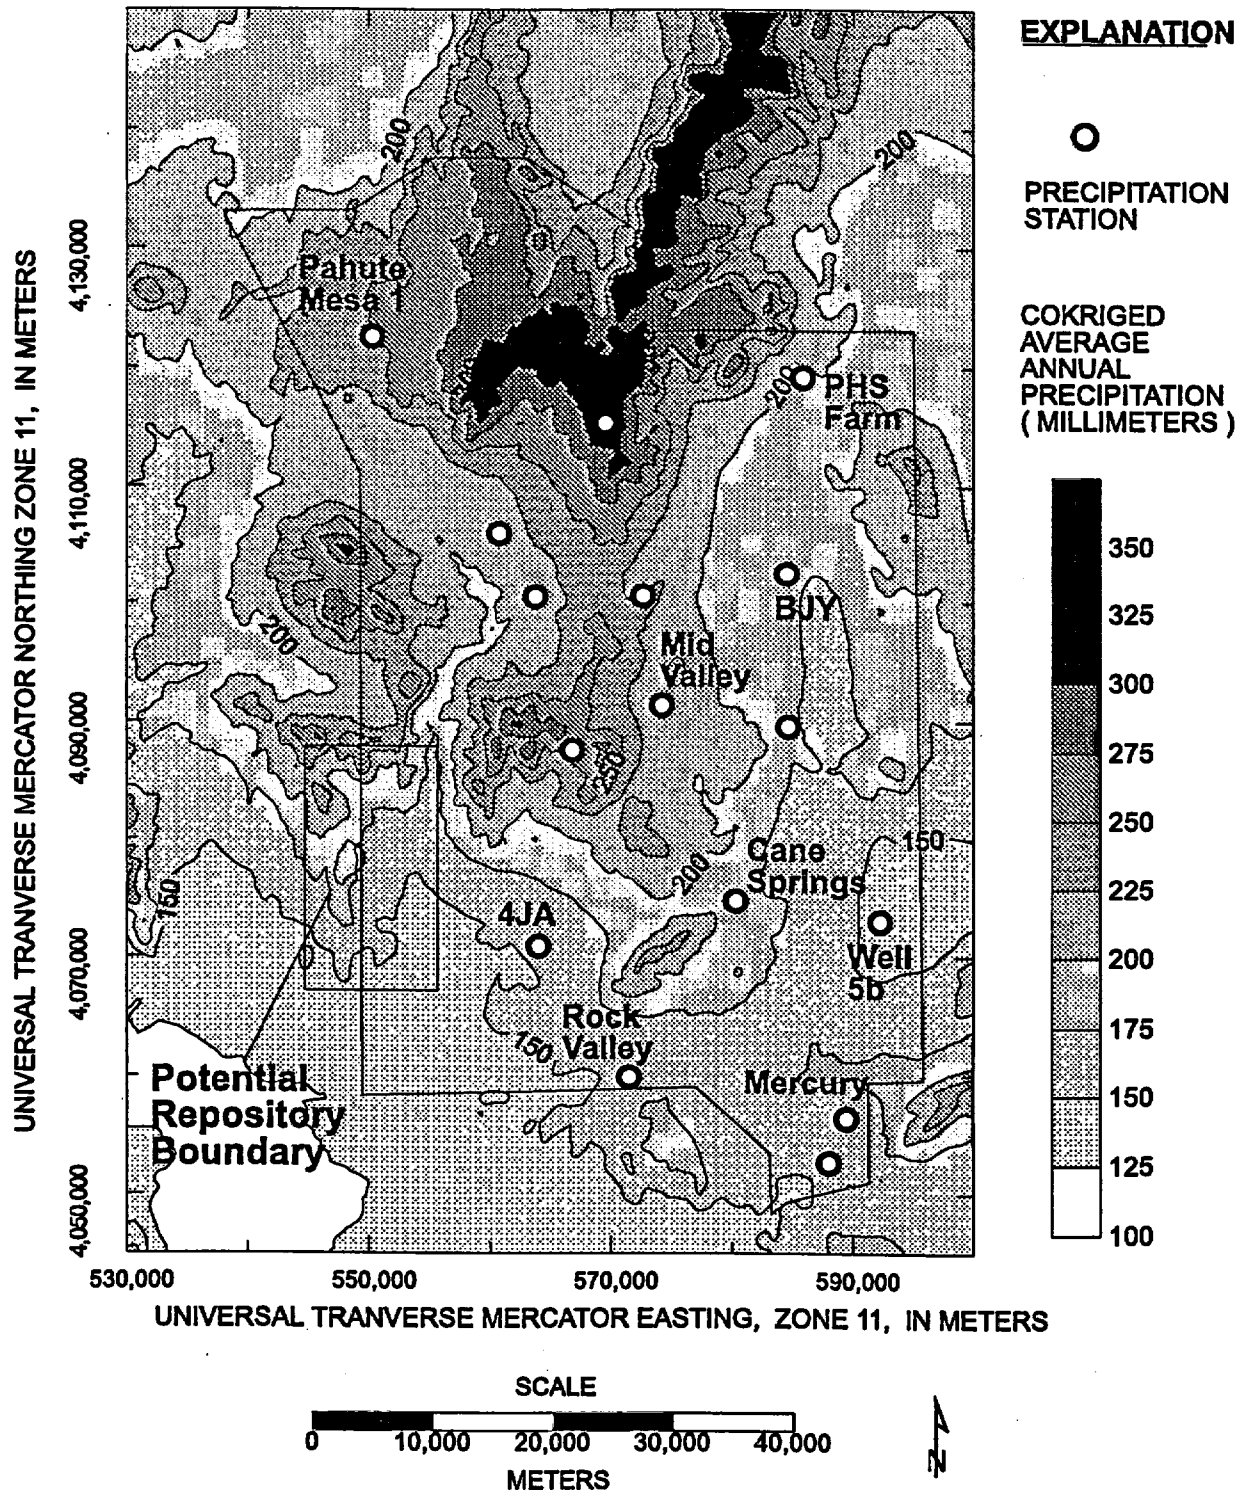 EXPLANATION
PRECIPITATION
STATION
COKRIGED
AVERAGE
ANNUAL
PRECIPITATION
( MILLIMETERS )
350
325
300
275
250
225
200
175
150
125
100
UNIVERSAL TRANVERSE MERCATOR NORTHING ZONE 11, IN METERS
4,130,000
4,110,000
4,090,000
4,070,000
4,050,000
200
200
Pahute
Mesa 1
200
PHS
Farm
BJY
200
Mid
Valley
250
150
Cane
Springs
200
150
4JA
Well
5b
Rock
Valley
150
Mercury
Potential
Repository
Boundary
530,000
550,000
570,000
590,000
UNIVERSAL TRANVERSE MERCATOR EASTING, ZONE 11, IN METERS
SCALE
0
10,000
20,000
30,000
40,000
METERS
N